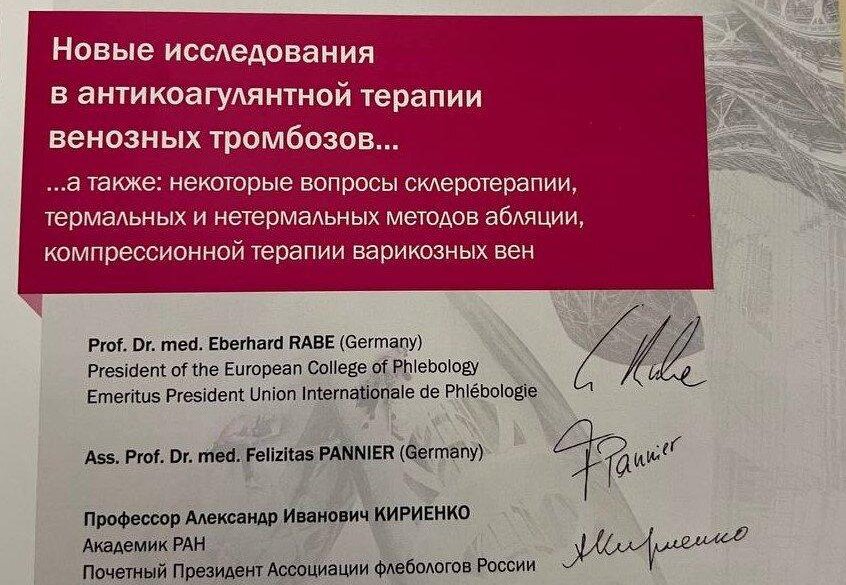 Новые исследования
в антикоагулянтной терапии
венозных тромбозов...
...а также: некоторые вопросы склеротерапии,
термальных и нетермальных методов абляции,
компрессионной терапии варикозных вен
Prof. Dr. med. Eberhard RABE (Germany)
President of the European College of Phlebology
Emeritus President Union Internationale de Phlébologie
E Rabe
Ass. Prof. Dr. med. Felizitas PANNIER (Germany)
F Pannier
Профессор Александр Иванович КИРИЕНКО
Академик РАН
Почетный Президент Ассоциации флебологов России
АКириенко